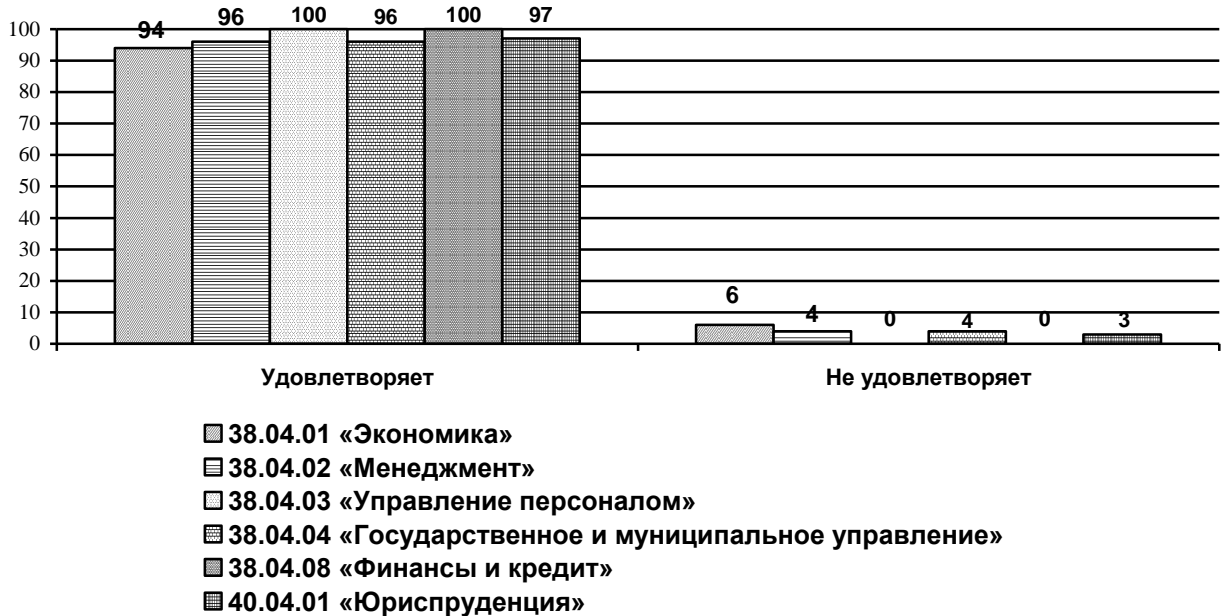 94 96 100 96 100 97
100
90
80
70
60
50
40
30
20
10
0
6 4 0 4 0 3
Удовлетворяет Не удовлетворяет
38.04.01 «Экономика»
38.04.02 «Менеджмент»
38.04.03 «Управление персоналом»
38.04.04 «Государственное и муниципальное управление»
38.04.08 «Финансы и кредит»
40.04.01 «Юриспруденция»